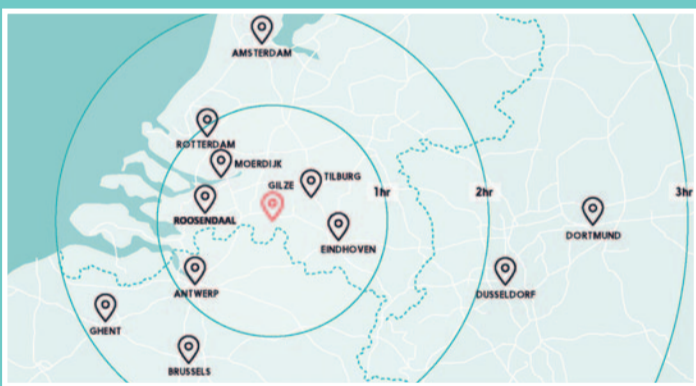 AMSTERDAM
ROTTERDAM
MOERDIJK
GILZE
TILBURG
1hr
2hr
3hr
ROOSENDAAL
EINDHOVEN
DORTMUND
ANTWERP
DUSSELDORF
GHENT
BRUSSELS